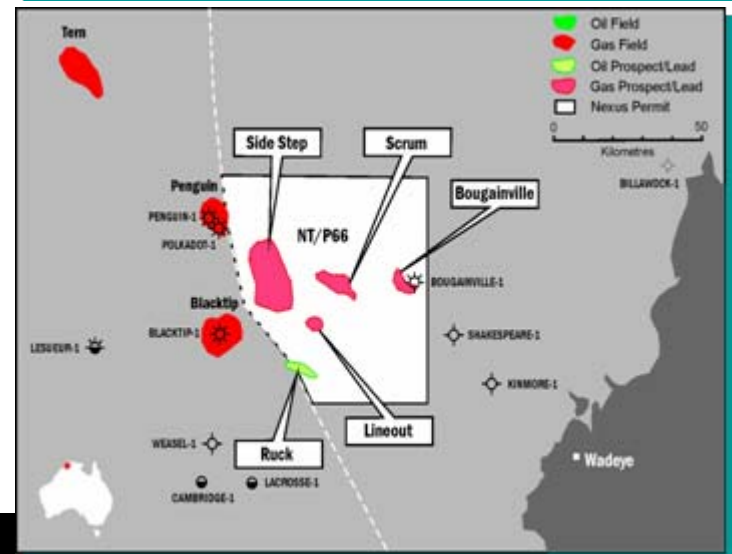 Tern
Oil Field
Gas Field
Oil Prospect/Lead
Gas Prospect/Lead
Nexus Permit
0 50
Kilometres
Side Step
Scrum
Bougainville
BILLAWOCK-1
Penguin
PENGUIN-1
POLKADOT-1
NT/P66
BOUGAINVILLE-1
Blacktip
BLACKTIP-1
LESUEUR-1
SHAKESPEARE-1
KINMORE-1
Lineout
WEASEL-1
Ruck
Wadeye
CAMBRIDGE-1
LACROSSE-1